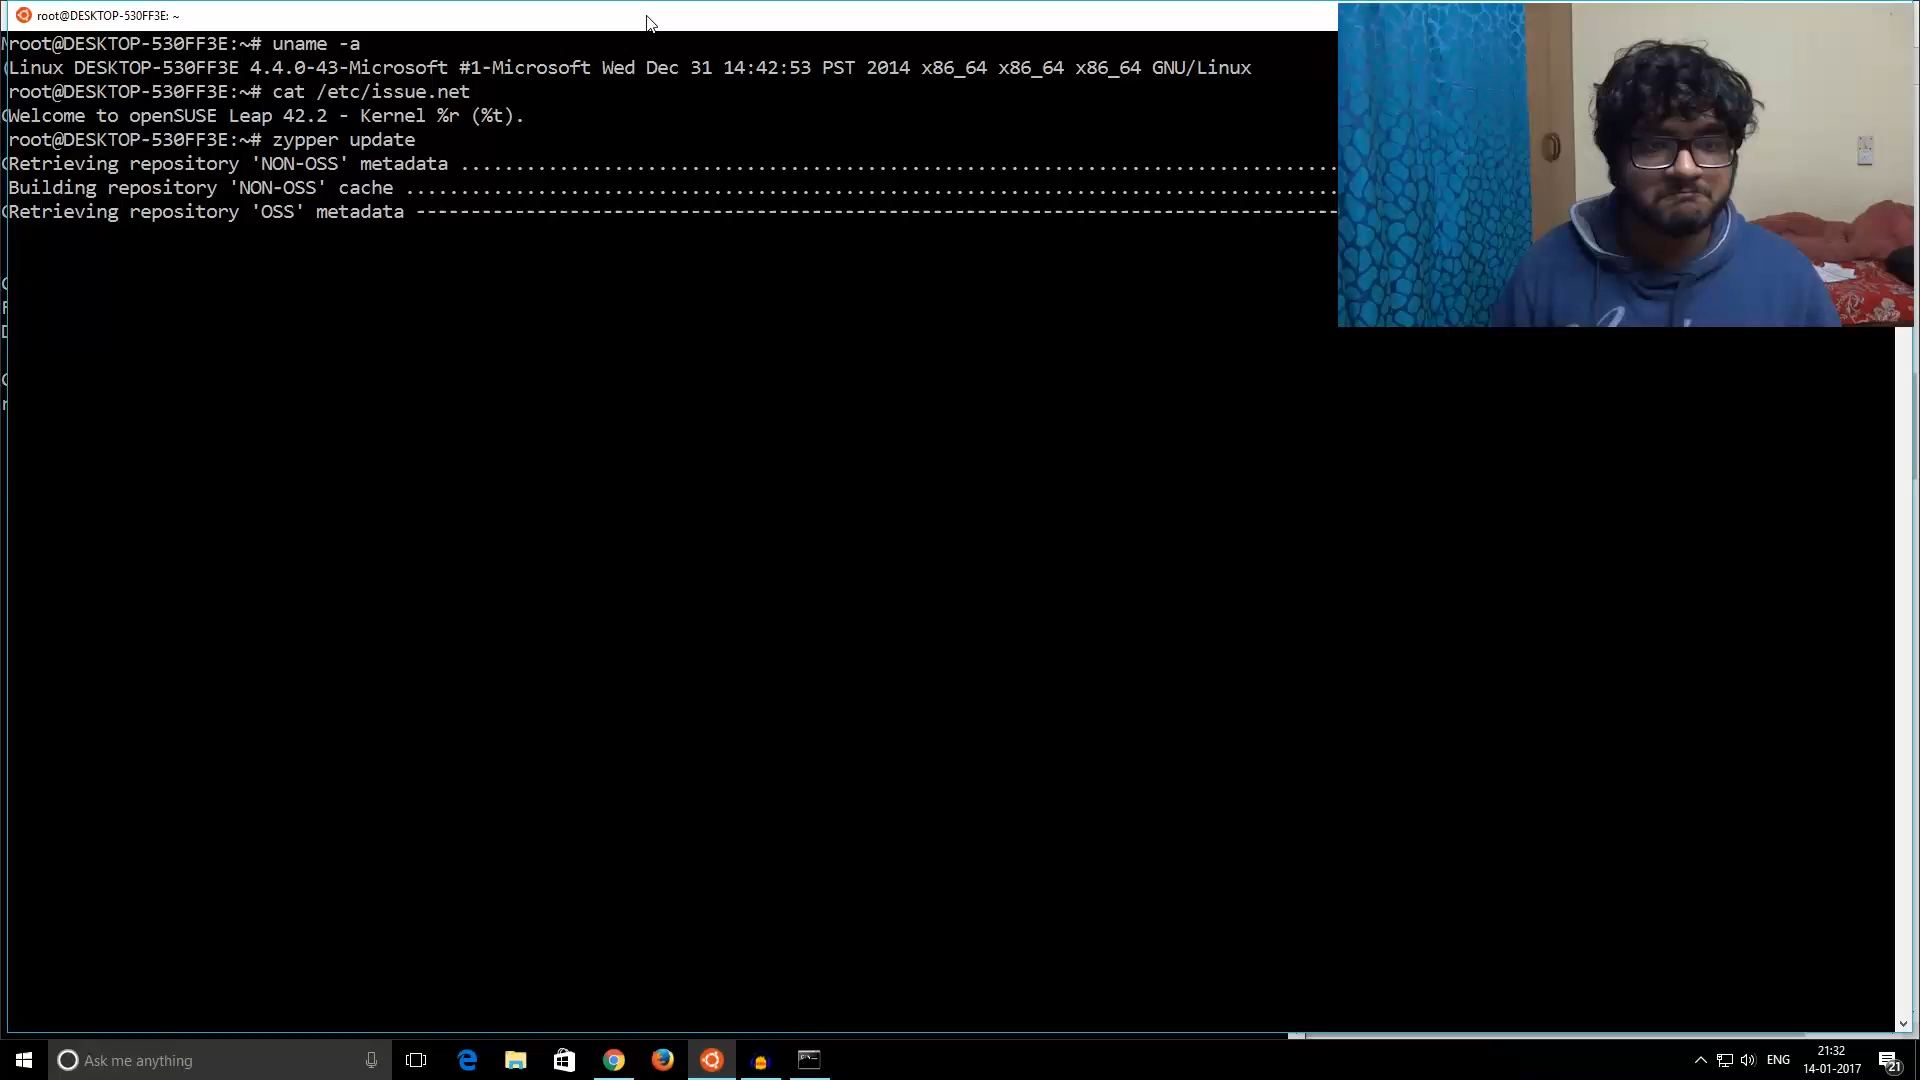 root@DESKTOP-530FF3E: ~
root@DESKTOP-530FF3E:~# uname -a
Linux DESKTOP-530FF3E 4.4.0-43-Microsoft #1-Microsoft Wed Dec 31 14:42:53 PST 2014 x86_64 x86_64 x86_64 GNU/Linux
root@DESKTOP-530FF3E:~# cat /etc/issue.net
Welcome to openSUSE Leap 42.2 - Kernel %r (%t).
root@DESKTOP-530FF3E:~# zypper update
Retrieving repository 'NON-OSS' metadata ................................................................................
Building repository 'NON-OSS' cache .....................................................................................
Retrieving repository 'OSS' metadata ------------------------------------------------------------------------------------
Ask me anything
ENG
21:32
14-01-2017
21